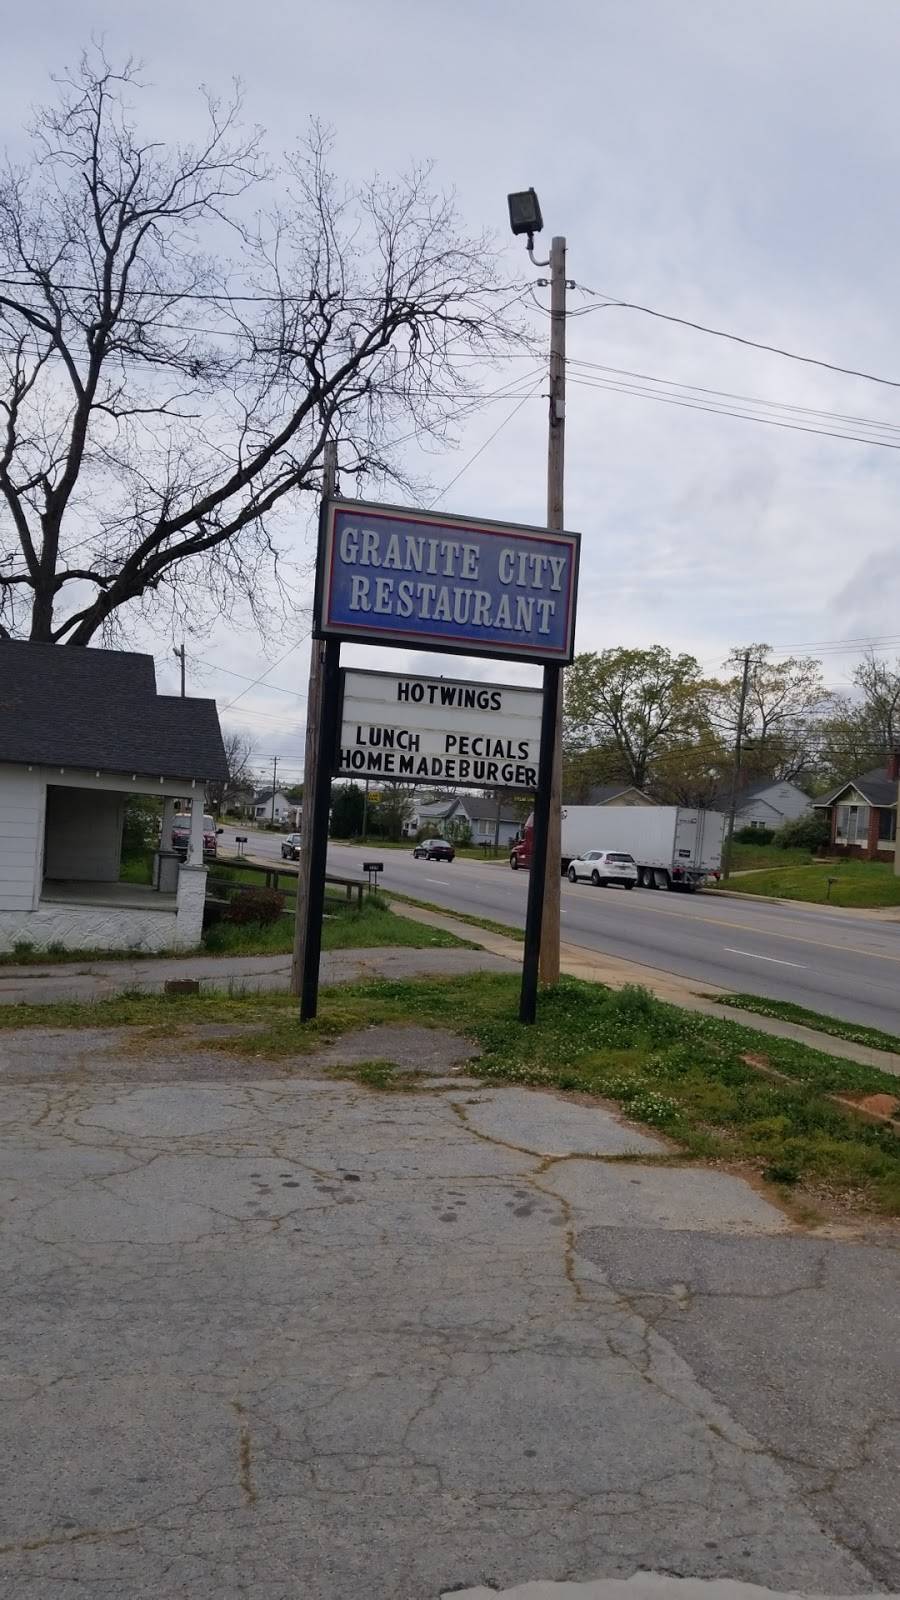 GRANITE CITY
RESTAURANT
HOTWINGS
LUNCH PECIALS
HOMEMADEBURGER